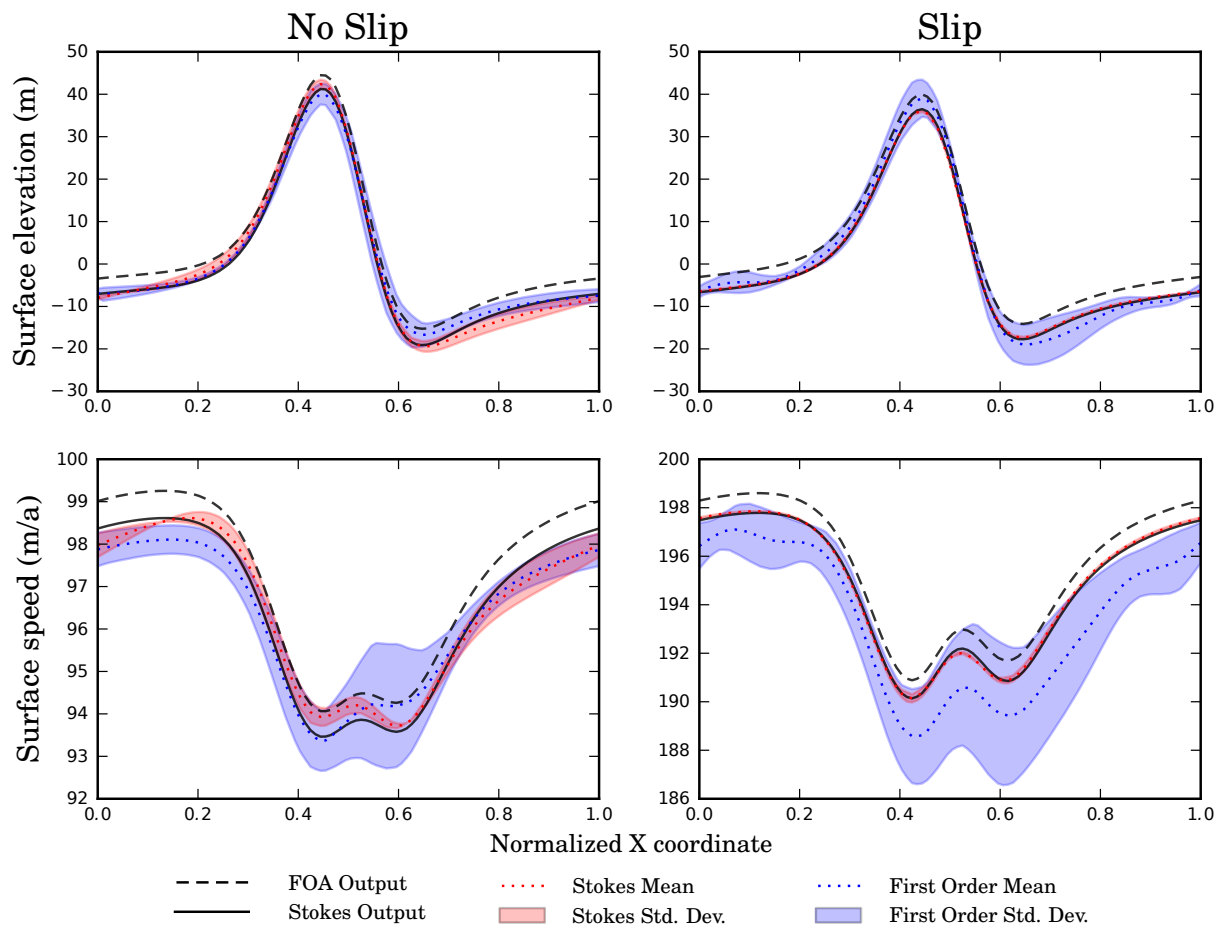 No Slip
Slip
Surface elevation (m)
50
40
30
20
10
0
−10
−20
−30
0.0 0.2 0.4 0.6 0.8 1.0
50
40
30
20
10
0
−10
−20
−30
0.0 0.2 0.4 0.6 0.8 1.0
Surface speed (m/a)
100
99
98
97
96
95
94
93
92
0.0 0.2 0.4 0.6 0.8 1.0
200
198
196
194
192
190
188
186
0.0 0.2 0.4 0.6 0.8 1.0
Normalized X coordinate
FOA Output
Stokes Output
Stokes Mean
Stokes Std. Dev.
First Order Mean
First Order Std. Dev.